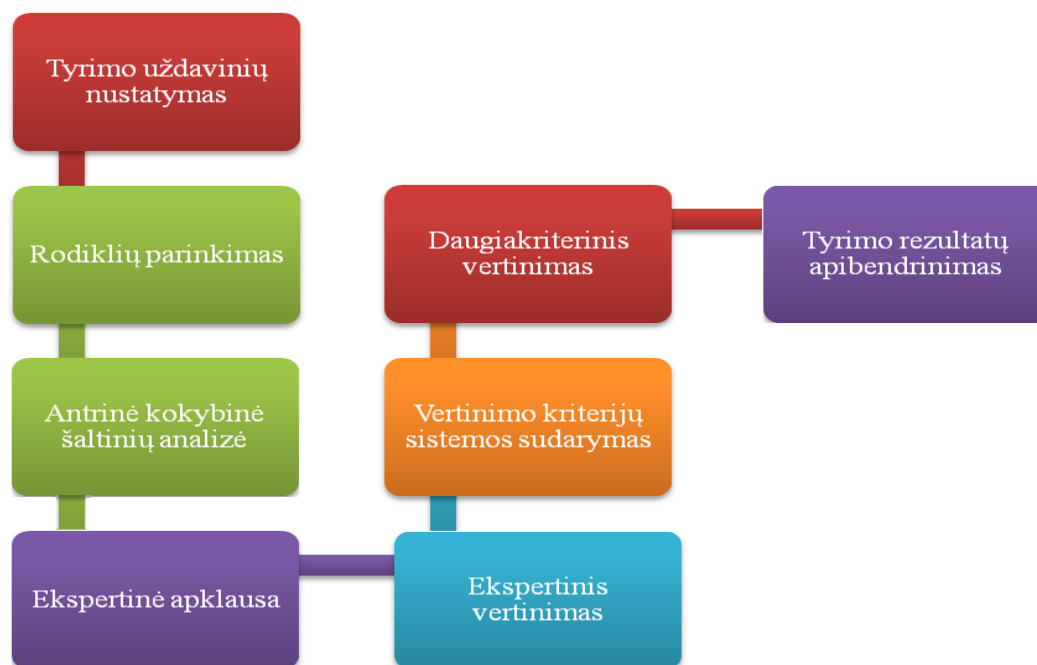 Tyrimo uždavinių
nustatymas
Rodiklių parinkimas
Antrinė kokybinė
šaltinių analizė
Ekspertinė apklausa
Ekspertinis
vertinimas
Vertinimo kriterijų
sistemos sudarymas
Daugiakriterinis
vertinimas
Tyrimo rezultatų
apibendrinimas